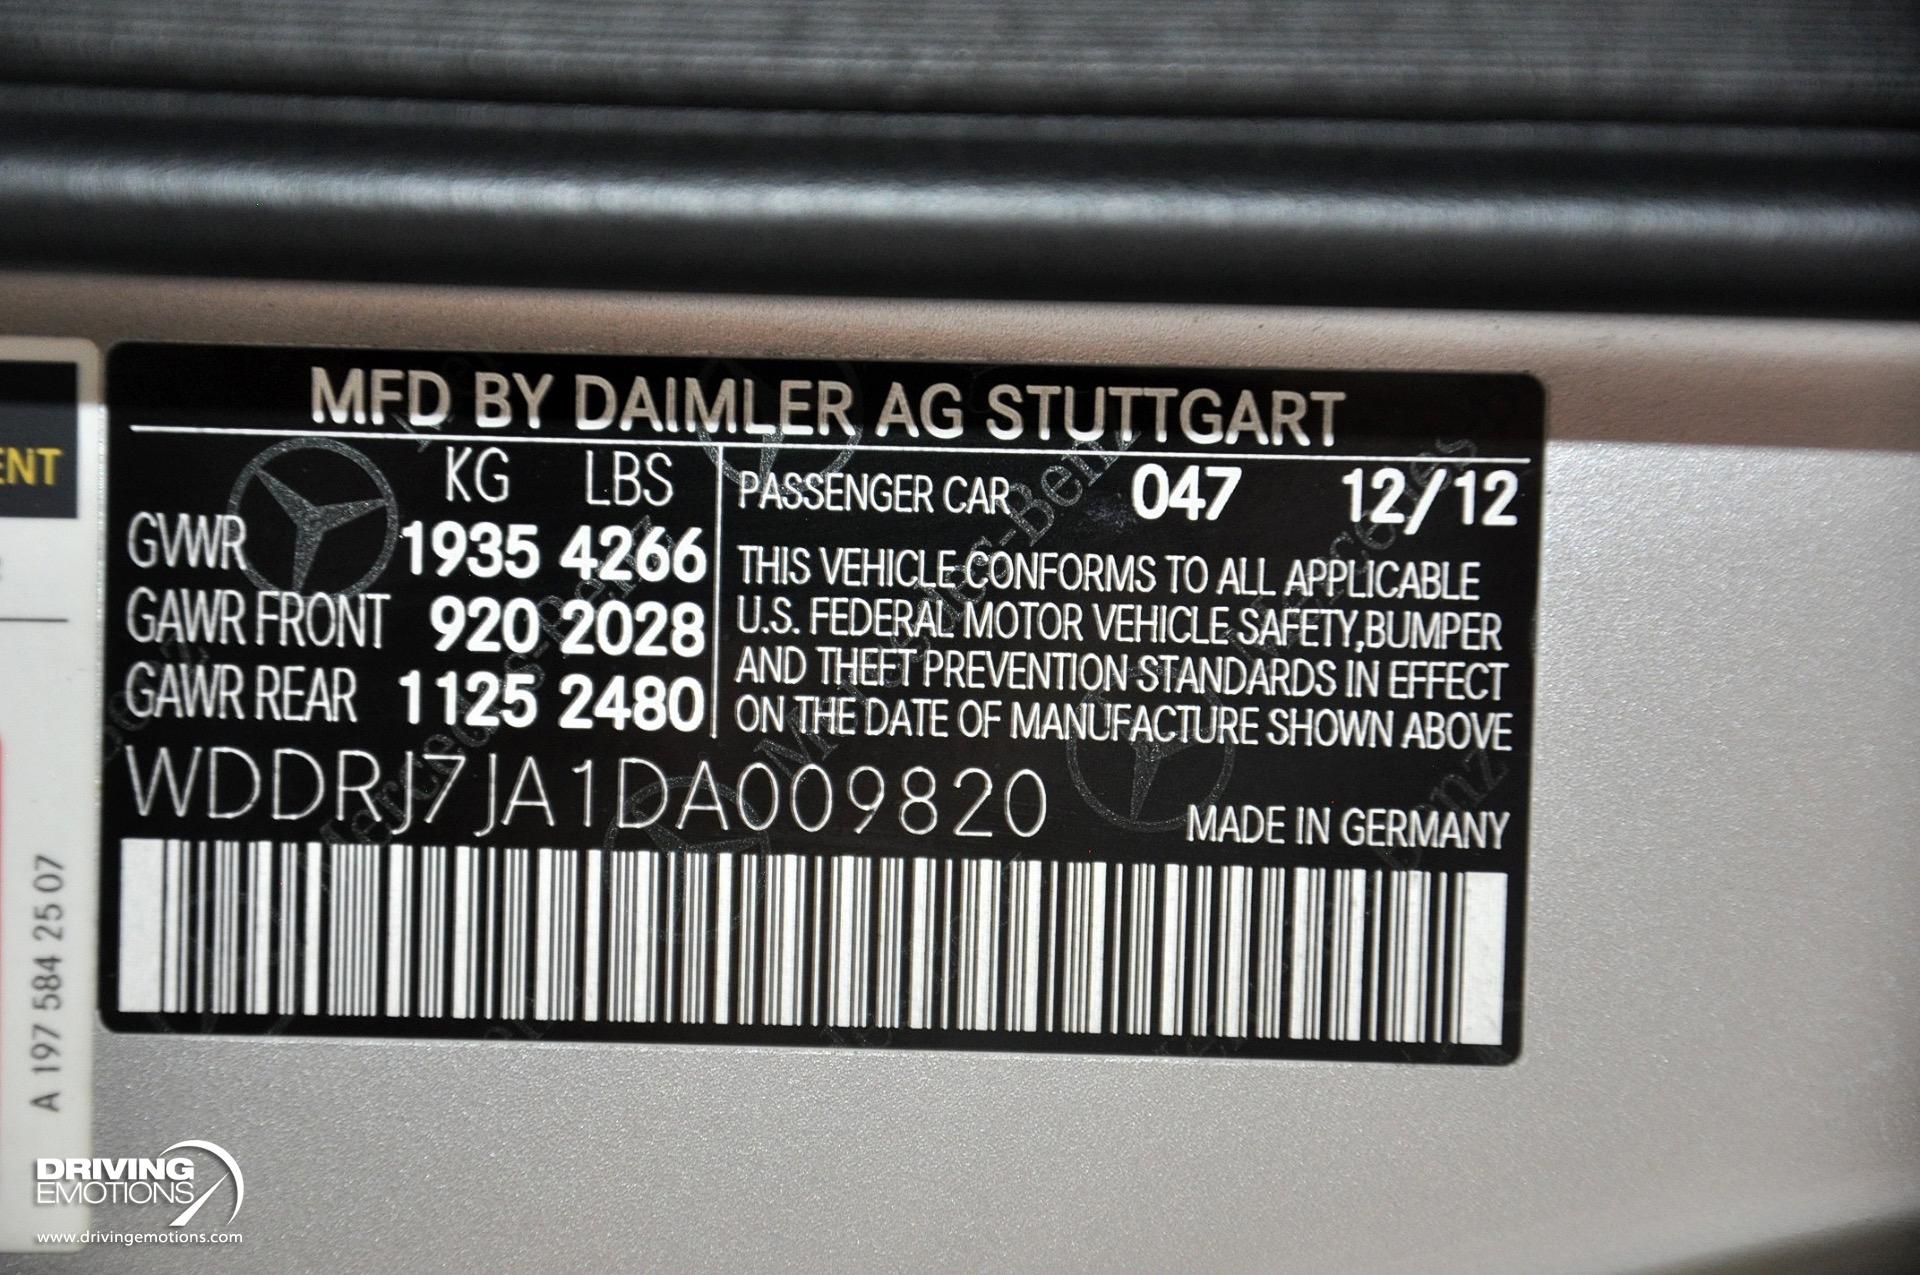 MFD BY DAIMLER AG STUTTGART
KG LBS
GVWR 1935 4266
GAWR FRONT 920 2028
GAWR REAR 1125 2480
PASSENGER CAR 047 12/12
THIS VEHICLE CONFORMS TO ALL APPLICABLE
U.S. FEDERAL MOTOR VEHICLE SAFETY,BUMPER
AND THEFT PREVENTION STANDARDS IN EFFECT
ON THE DATE OF MANUFACTURE SHOWN ABOVE
WDDRJ7JA1DA009820
MADE IN GERMANY
ENT
A 197 584 25 07
Mercedes-Benz
DRIVING
EMOTIONS
www.drivingemotions.com